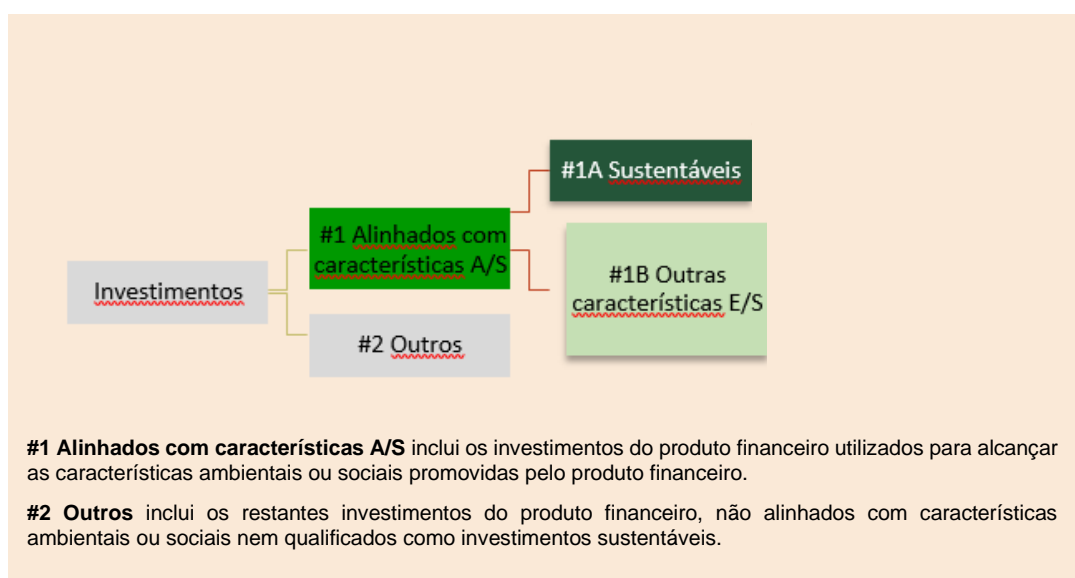 #1A Sustentáveis
#1 Alinhados com
características A/S
#1B Outras
características E/S
Investimentos
#2 Outros
#1 Alinhados com características A/S inclui os investimentos do produto financeiro utilizados para alcançar
as características ambientais ou sociais promovidas pelo produto financeiro.
#2 Outros inclui os restantes investimentos do produto financeiro, não alinhados com características
ambientais ou sociais nem qualificados como investimentos sustentáveis.